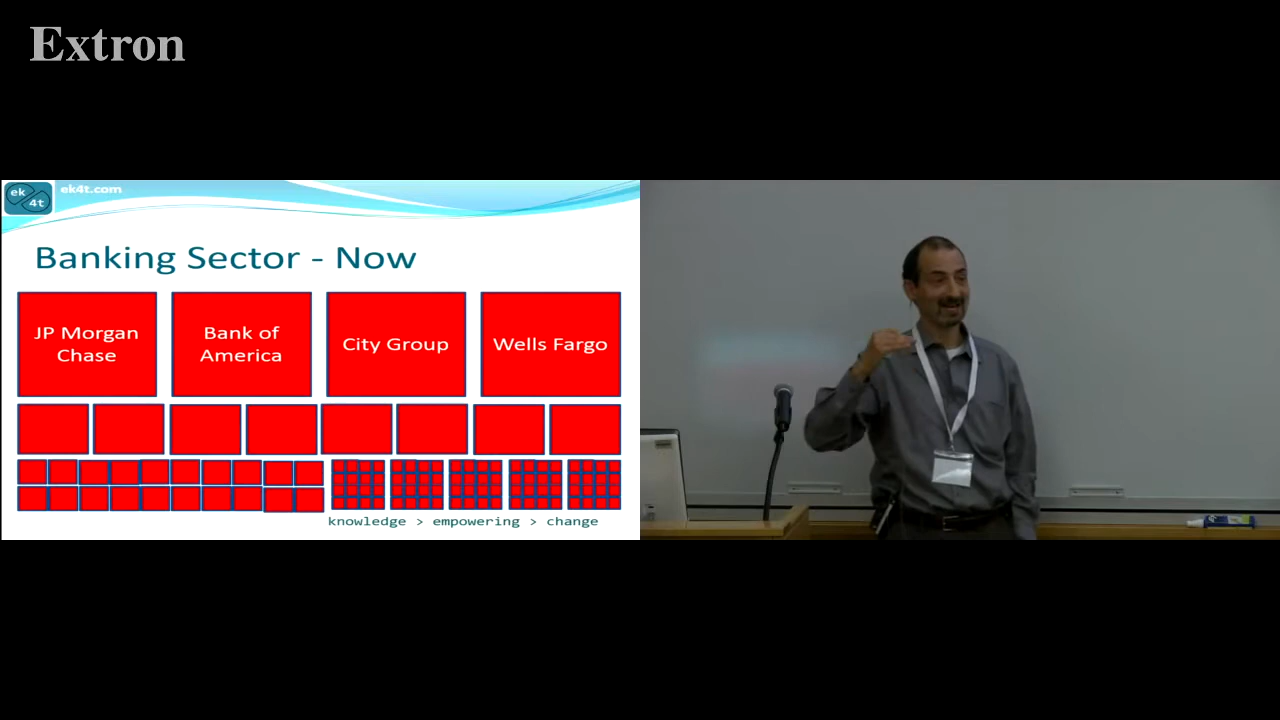 Extron
ek
4t
ek4t.com
Banking Sector - Now
JP Morgan
Chase
Bank of
America
City Group
Wells Fargo
knowledge > empowering > change